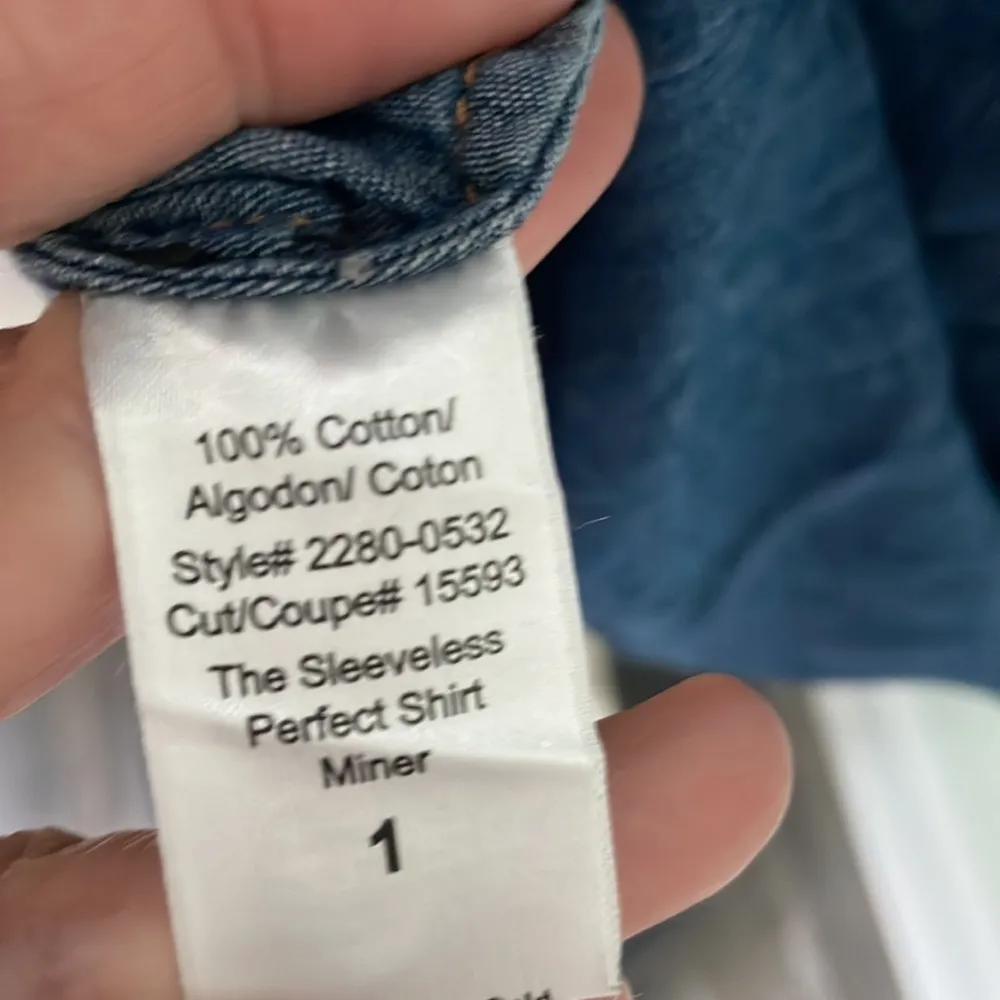 100% Cotton/
Algodon/ Coton
Style# 2280-0532
Cut/Coupe# 15593
The Sleeveless
Perfect Shirt
Miner
1